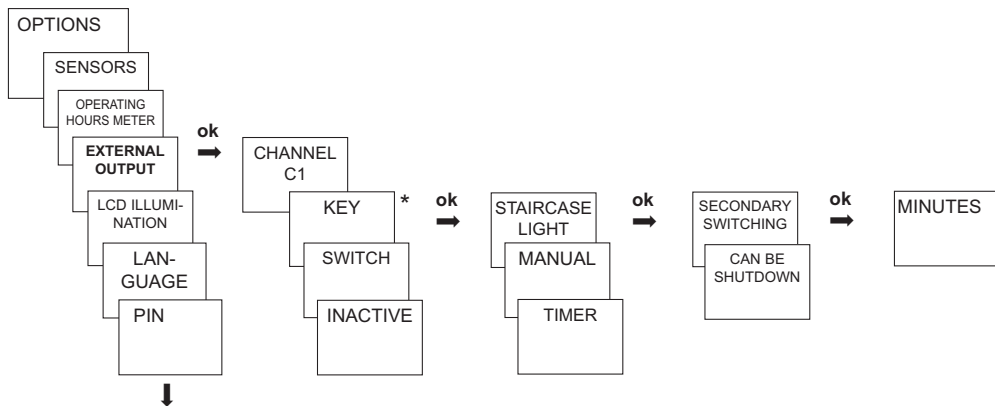 OPTIONS
SENSORS
OPERATING
HOURS METER
EXTERNAL
OUTPUT
LCD ILLUMI-
NATION
LAN-
GUAGE
PIN
ok
CHANNEL
C1
KEY *
SWITCH
INACTIVE
ok
STAIRCASE
LIGHT
MANUAL
TIMER
ok
SECONDARY
SWITCHING
CAN BE
SHUTDOWN
ok
MINUTES